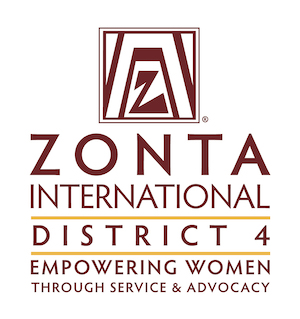 Z
®
ZONTA
INTERNATIONAL
DISTRICT 4
EMPOWERING WOMEN
THROUGH SERVICE & ADVOCACY